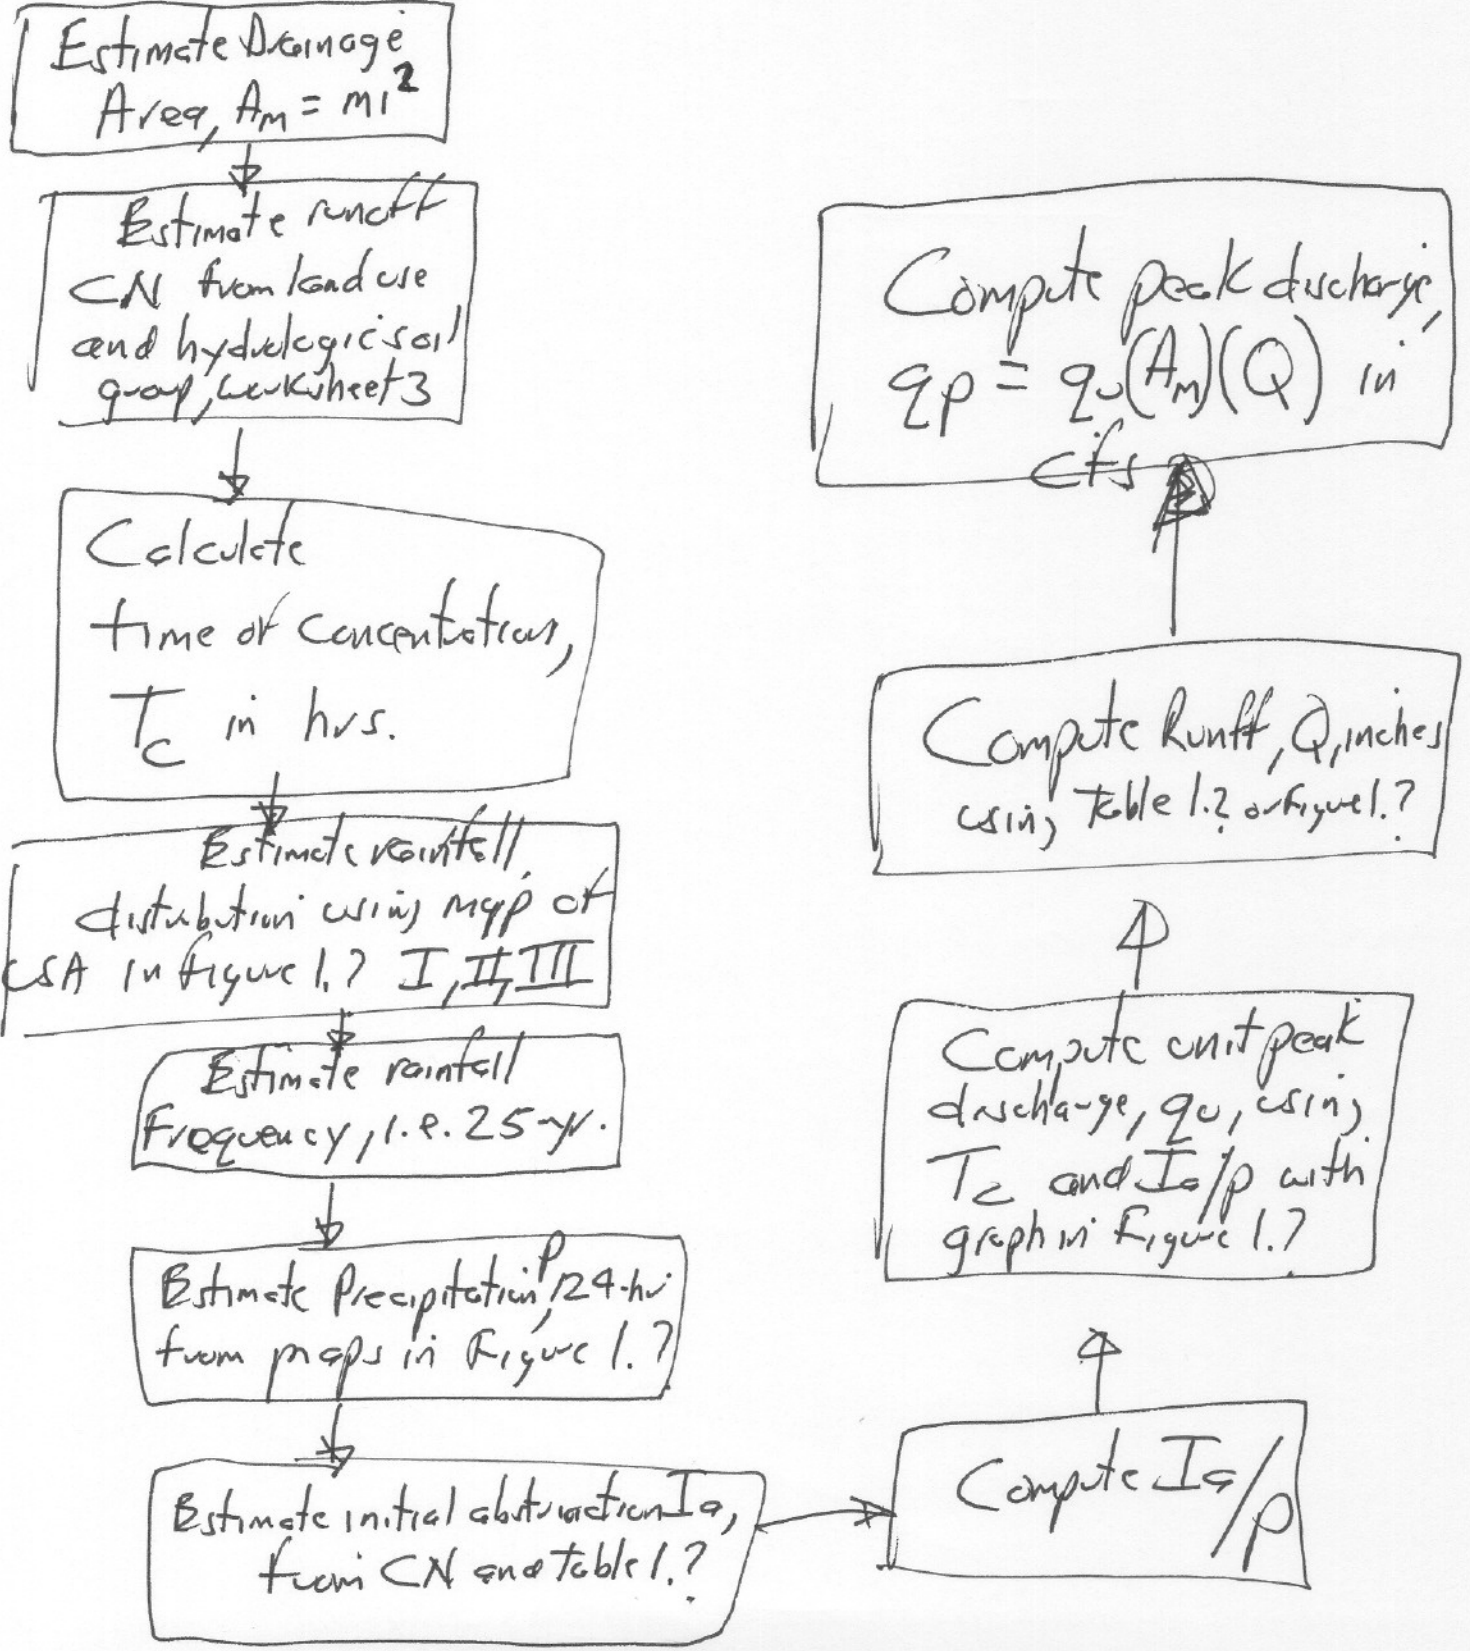 Estimate Drainage
Area, Am = mi²
Estimate runoff
CN from land use
and hydrologic soil
group, worksheet 3
Calculate
time of concentration,
Tc in hrs.
Estimate rainfall
distribution using map of
USA in Figure 1.? I, II, III
Estimate rainfall
Frequency, i.e. 25-yr.
Estimate Precipitation, P, 24-hr
from maps in Figure 1.?
Estimate initial abstraction Ia,
from CN and Table 1.?
Compute Ia/p
Compute unit peak
discharge, qu, using
Tc and Ia/p with
graph in Figure 1.?
Compute Runff, Q, inches
using Table 1.? or Figure 1.?
Compute peak discharge,
qp = qu(Am)(Q) in
cfs